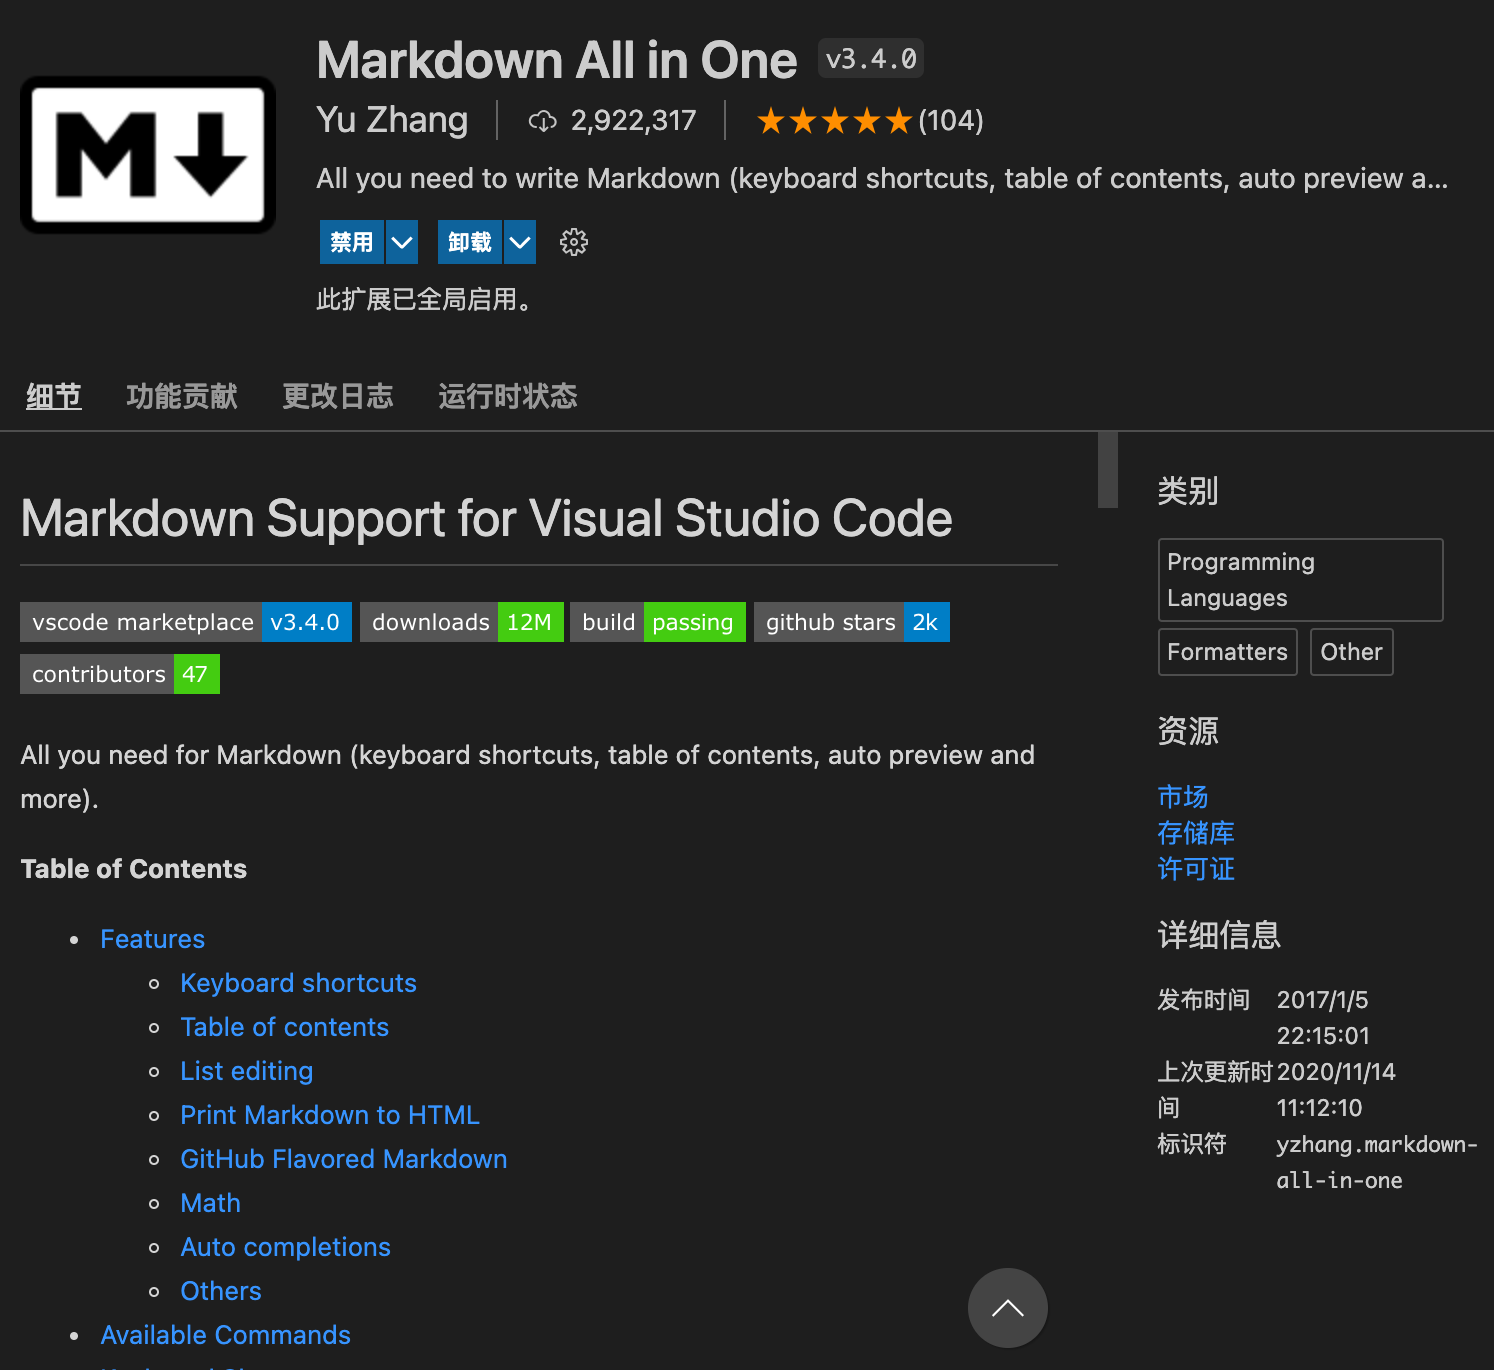 Markdown All in One v3.4.0
Yu Zhang 2,922,317 (104)
All you need to write Markdown (keyboard shortcuts, table of contents, auto preview a...
禁用 卸载
此扩展已全局启用。
细节 功能贡献 更改日志 运行时状态
Markdown Support for Visual Studio Code
vscode marketplace v3.4.0 downloads 12M build passing github stars 2k
contributors 47
All you need for Markdown (keyboard shortcuts, table of contents, auto preview and
more).
Table of Contents
Features
Keyboard shortcuts
Table of contents
List editing
Print Markdown to HTML
GitHub Flavored Markdown
Math
Auto completions
Others
Available Commands
类别
Programming
Languages
Formatters Other
资源
市场
存储库
许可证
详细信息
发布时间 2017/1/5
22:15:01
上次更新时 2020/11/14
间 11:12:10
标识符 yzhang.markdown-
all-in-one